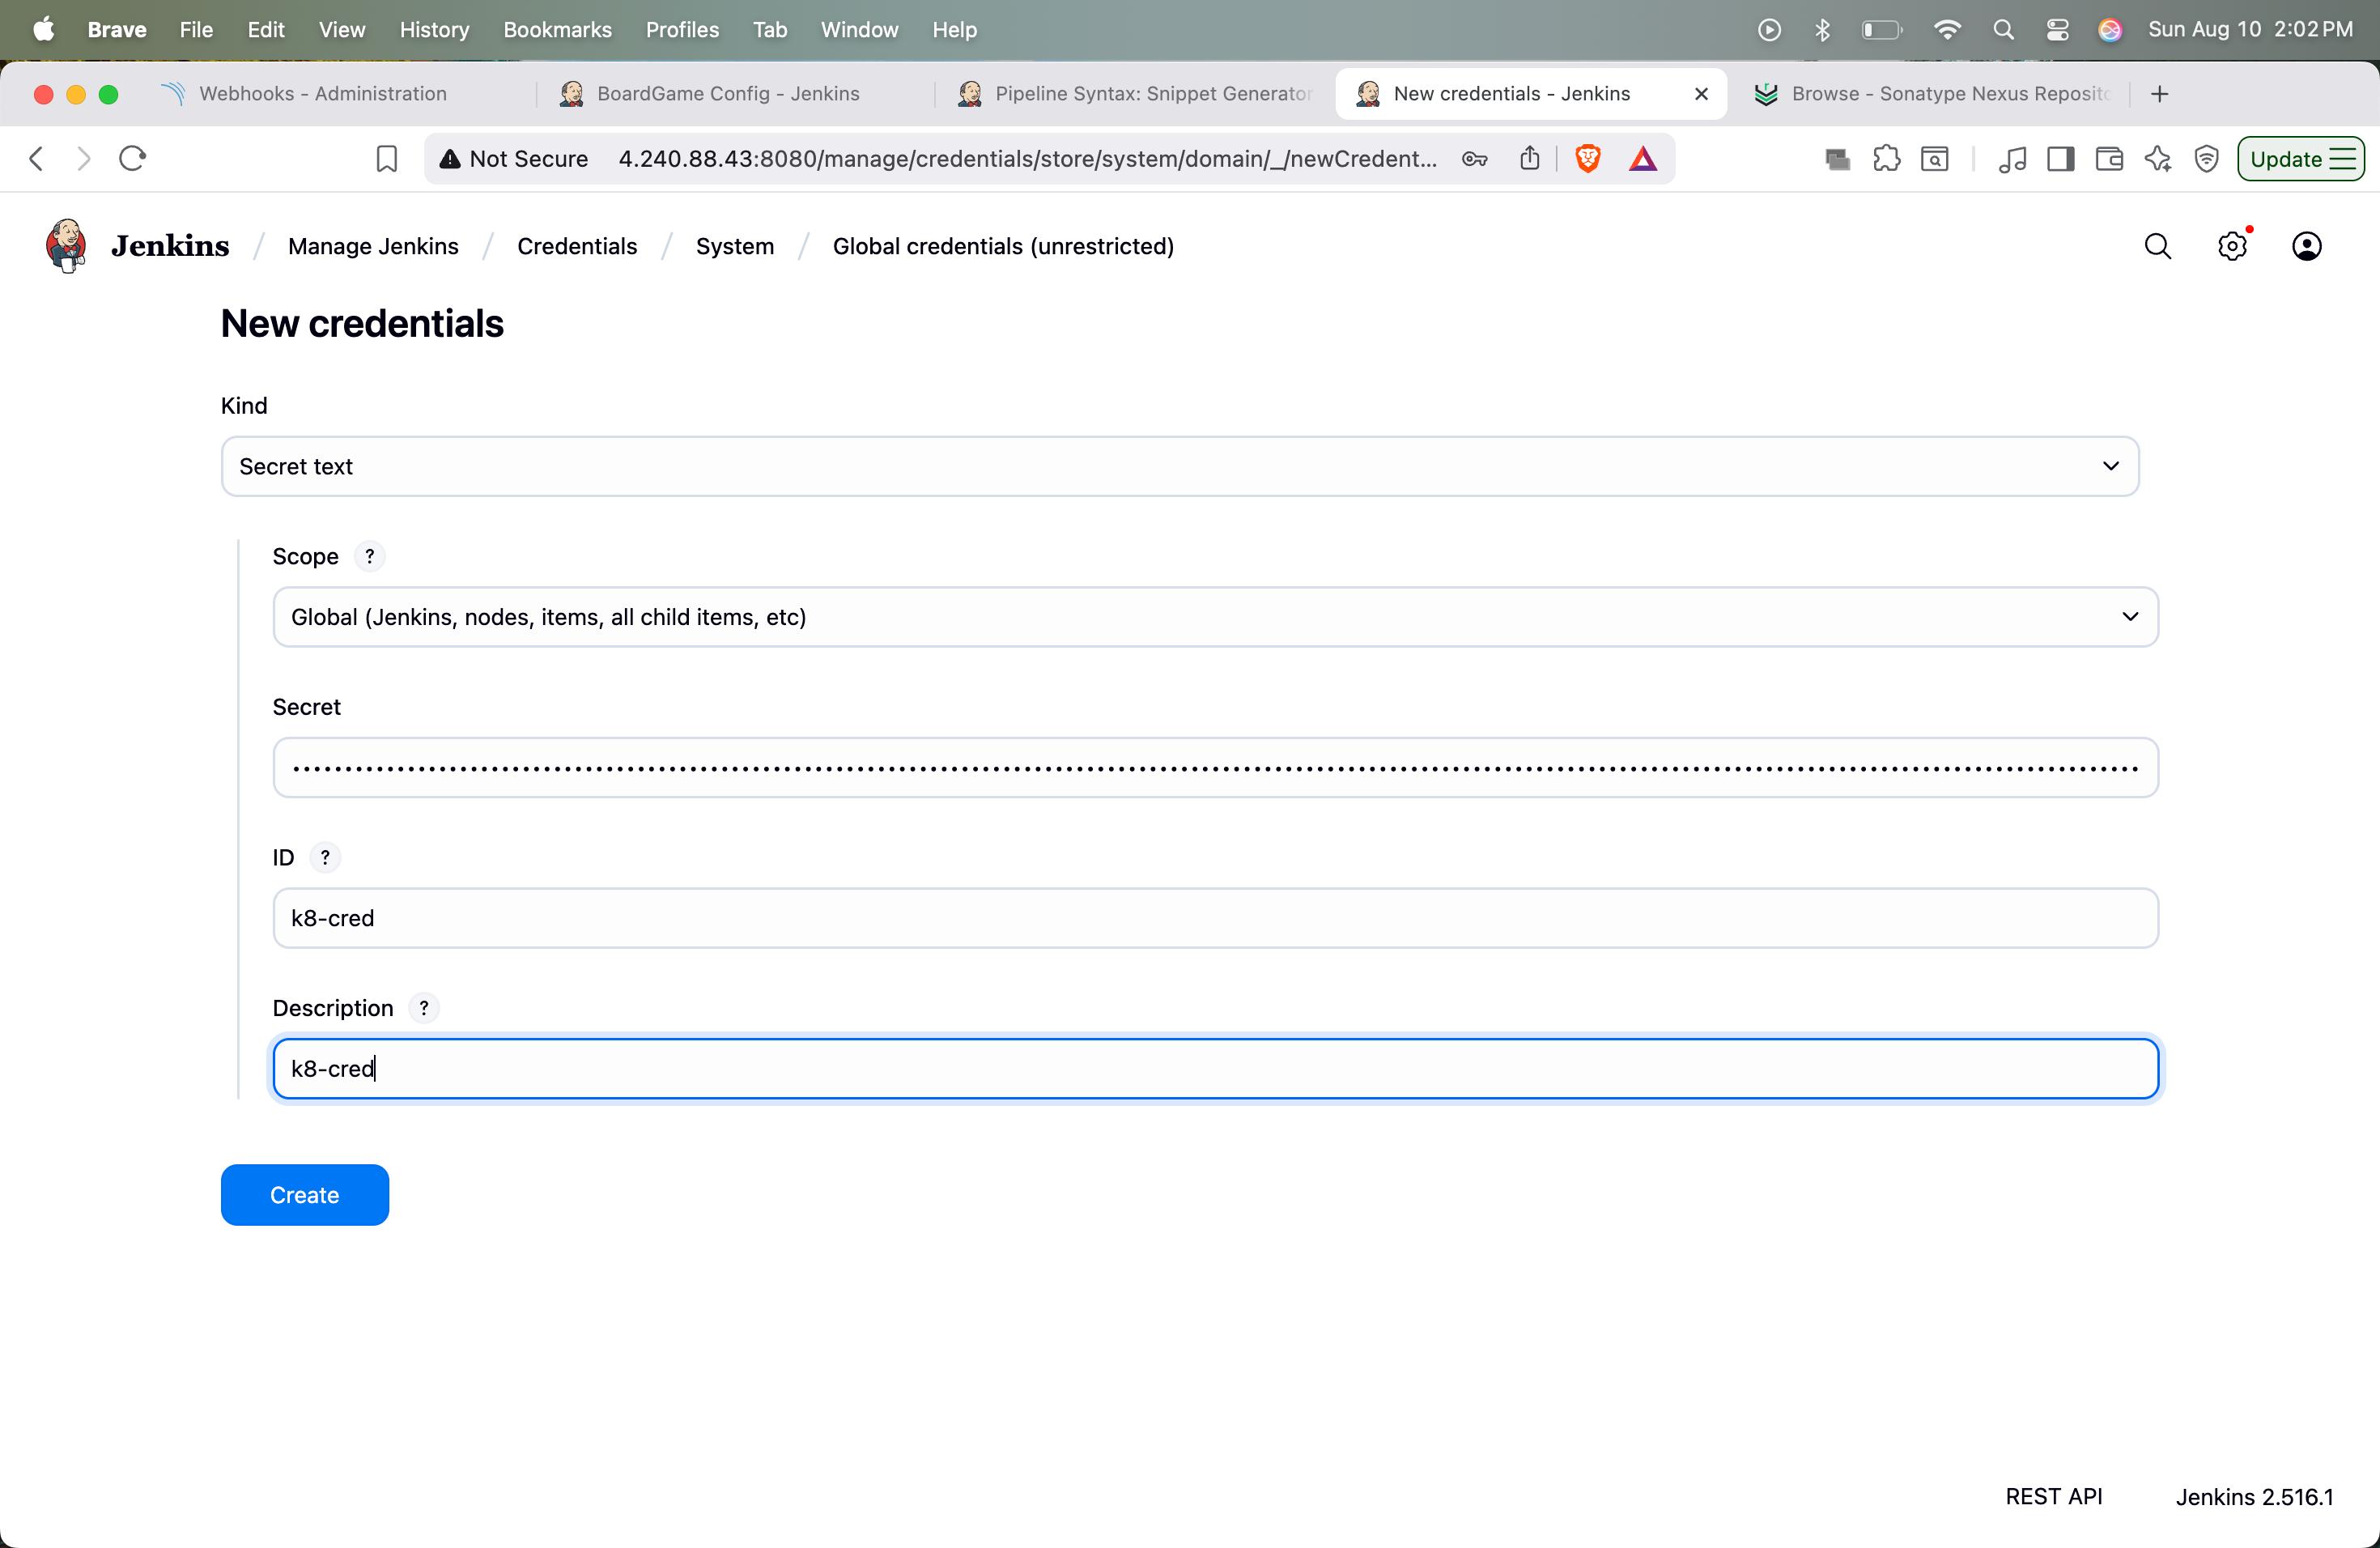 Brave File Edit View History Bookmarks Profiles Tab Window Help Sun Aug 10 2:02 PM
Webhooks - Administration BoardGame Config - Jenkins Pipeline Syntax: Snippet Generator New credentials - Jenkins Browse - Sonatype Nexus Reposito
Not Secure 4.240.88.43:8080/manage/credentials/store/system/domain/_/newCredent... Update
Jenkins / Manage Jenkins / Credentials / System / Global credentials (unrestricted)
New credentials
Kind
Secret text
Scope ?
Global (Jenkins, nodes, items, all child items, etc)
Secret
ID ?
k8-cred
Description ?
k8-cred
Create
REST API Jenkins 2.516.1